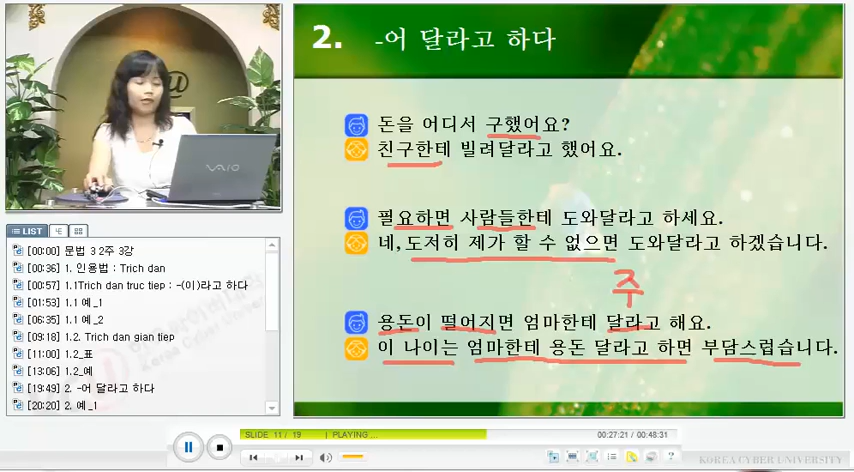 2. -어 달라고 하다
돈을 어디서 구했어요?
친구한테 빌려달라고 했어요.
필요하면 사람들한테 도와달라고 하세요.
네, 도저히 제가 할 수 없으면 도와달라고 하겠습니다.
주
용돈이 떨어지면 엄마한테 달라고 해요.
이 나이는 엄마한테 용돈 달라고 하면 부담스럽습니다.
VAIO
LIST
[00:00] 문법 3 2주 3강
[00:36] 1. 인용법 : Trich dan
[00:57] 1.1Trich dan truc tiep : -(이)라고 하다
[01:53] 1.1 예_1
[06:35] 1.1 예_2
[09:18] 1.2. Trich dan gian tiep
[11:00] 1.2_표
[13:06] 1.2_예
[19:49] 2. -어 달라고 하다
[20:20] 2. 예_1
SLIDE 11 / 19 | PLAYING ...
00:27:21 / 00:48:31
KOREA CYBER UNIVERSITY